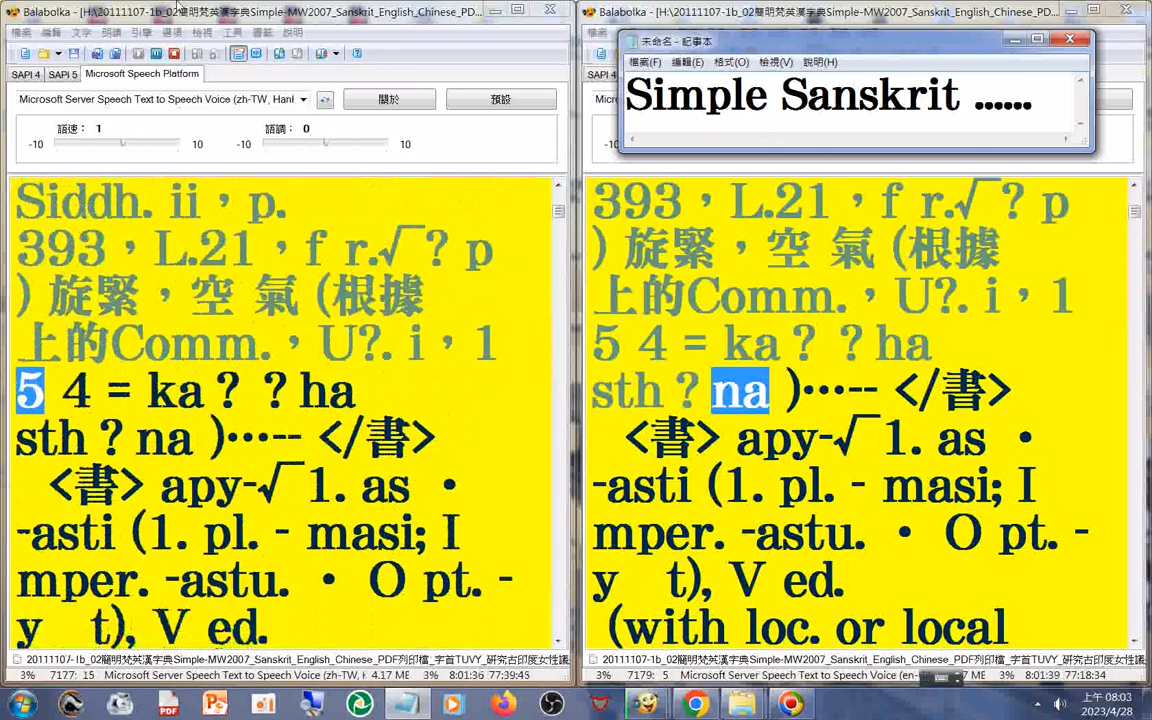 Balabolka - [H:\20111107-1b_02簡明梵英漢字典Simple-MW2007_Sanskrit_English_Chinese_PD...
檔案 編輯 文字 朗讀 引擎 選項 檢視 工具 書籤 說明
SAPI 4 SAPI 5 Microsoft Speech Platform
Microsoft Server Speech Text to Speech Voice (zh-TW, Hanl
關於
預設
語速： 1
語調： 0
-10 10 -10 10
Siddh. ii，p.
393，L.21，f r.√? p
) 旋緊，空 氣 (根據
上的Comm.，U?. i，1
5 4 = ka ? ? ha
sth ? na )…-- </書>
<書> apy-√1. as •
-asti (1. pl. - masi; I
mper. -astu. • O pt. -
y t), V ed.
20111107-1b_02簡明梵英漢字典Simple-MW2007_Sanskrit_English_Chinese_PDF列印檔_字首TUVY_研究古印度女性議
3% 7177: 15 Microsoft Server Speech Text to Speech Voice (zh-TW, H 4.17 MB 3% 8:01:36 77:39:45
Balabolka - [H:\20111107-1b_02簡明梵英漢字典Simple-MW2007_Sanskrit_English_Chinese_PD...
檔案
SAPI 4
Micr
-10
未命名 - 記事本
檔案(F) 編輯(E) 格式(O) 檢視(V) 說明(H)
Simple Sanskrit ......
393，L.21，f r.√? p
) 旋緊，空 氣 (根據
上的Comm.，U?. i，1
5 4 = ka ? ? ha
sth ? na )…-- </書>
<書> apy-√1. as •
-asti (1. pl. - masi; I
mper. -astu. • O pt. -
y t), V ed.
(with loc. or local
20111107-1b_02簡明梵英漢字典Simple-MW2007_Sanskrit_English_Chinese_PDF列印檔_字首TUVY_研究古印度女性議
3% 7179: 5 Microsoft Server Speech Text to Speech Voice (zh-TW, 4.17 MB 3% 8:01:39 77:18:34
上午 08:03
2023/4/28